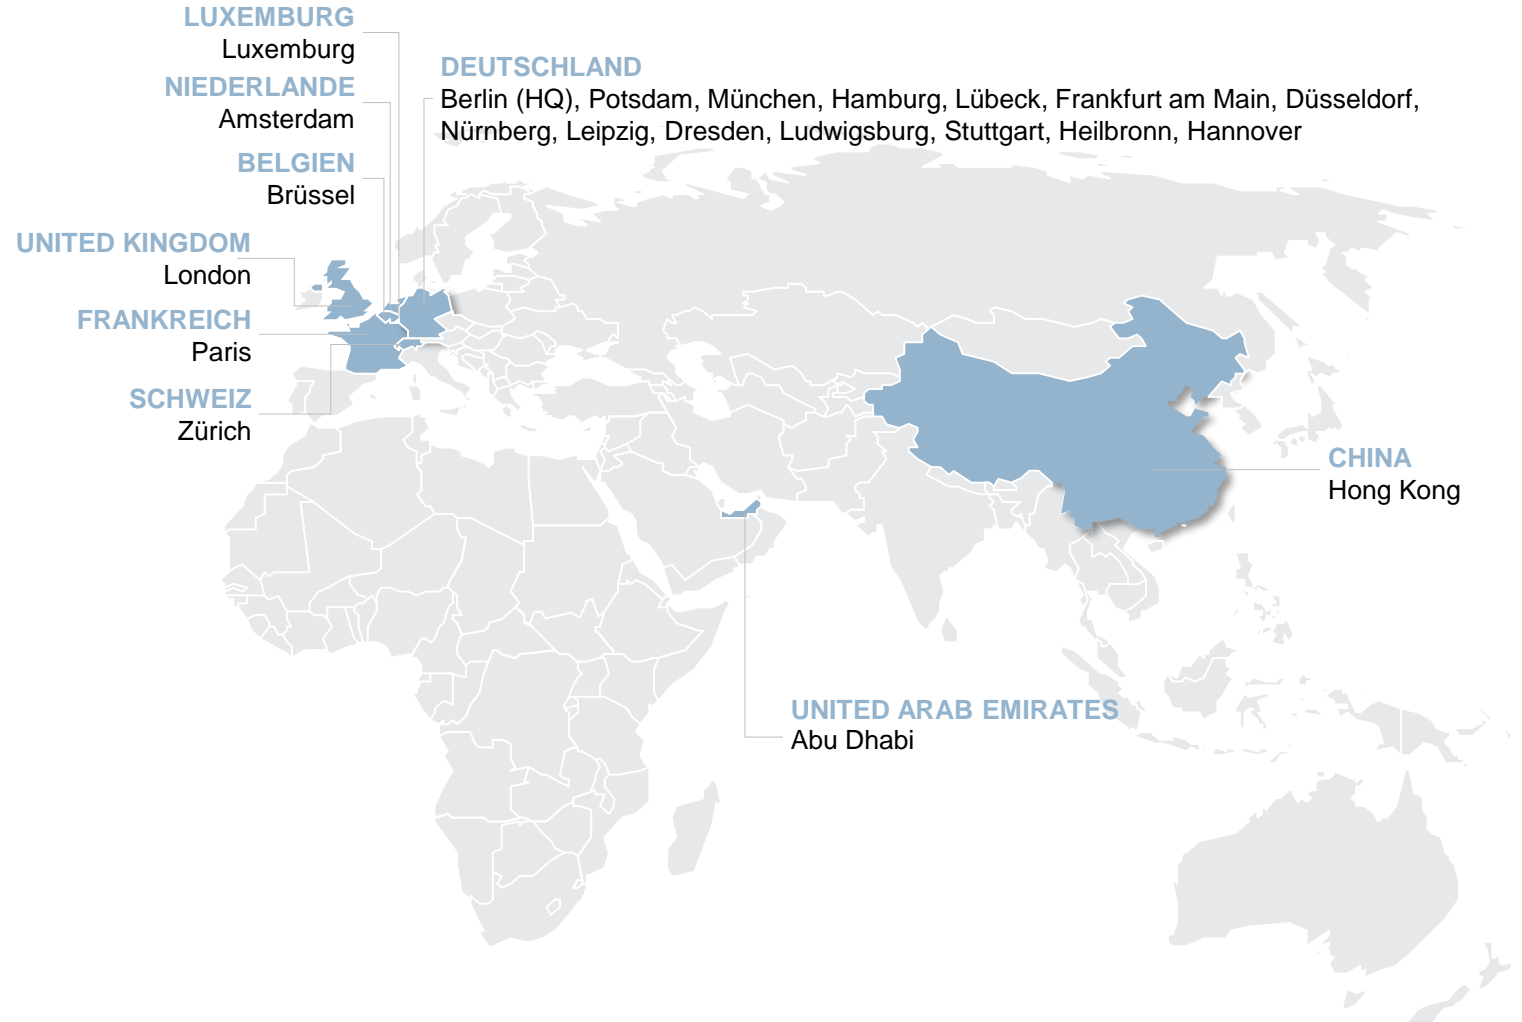 LUXEMBURG
Luxemburg
NIEDERLANDE
Amsterdam
BELGIEN
Brüssel
UNITED KINGDOM
London
FRANKREICH
Paris
SCHWEIZ
Zürich
DEUTSCHLAND
Berlin (HQ), Potsdam, München, Hamburg, Lübeck, Frankfurt am Main, Düsseldorf,
Nürnberg, Leipzig, Dresden, Ludwigsburg, Stuttgart, Heilbronn, Hannover
CHINA
Hong Kong
UNITED ARAB EMIRATES
Abu Dhabi